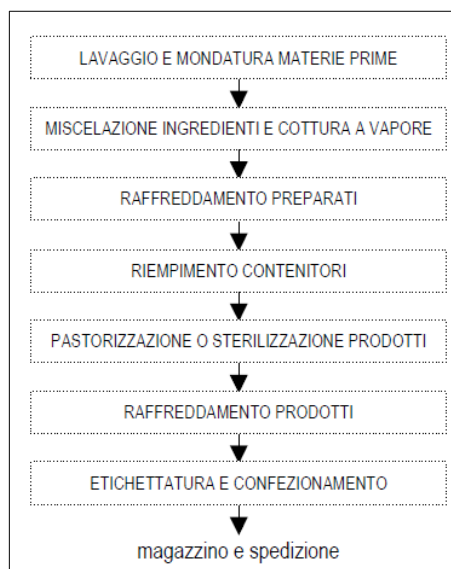 LAVAGGIO E MONDATURA MATERIE PRIME
MISCELAZIONE INGREDIENTI E COTTURA A VAPORE
RAFFREDDAMENTO PREPARATI
RIEMPIMENTO CONTENITORI
PASTORIZZAZIONE O STERILIZZAZIONE PRODOTTI
RAFFREDDAMENTO PRODOTTI
ETICHETTATURA E CONFEZIONAMENTO
magazzino e spedizione